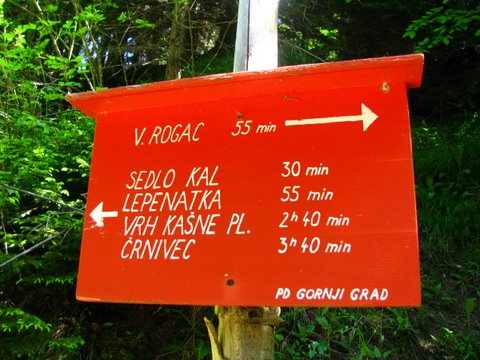 V. ROGAC 55 min
SEDLO KAL 30 min
LEPENATKA 55 min
VRH KAŠNE PL. 2h 40 min
ČRNIVEC 3h 40 min
PD GORNJI GRAD